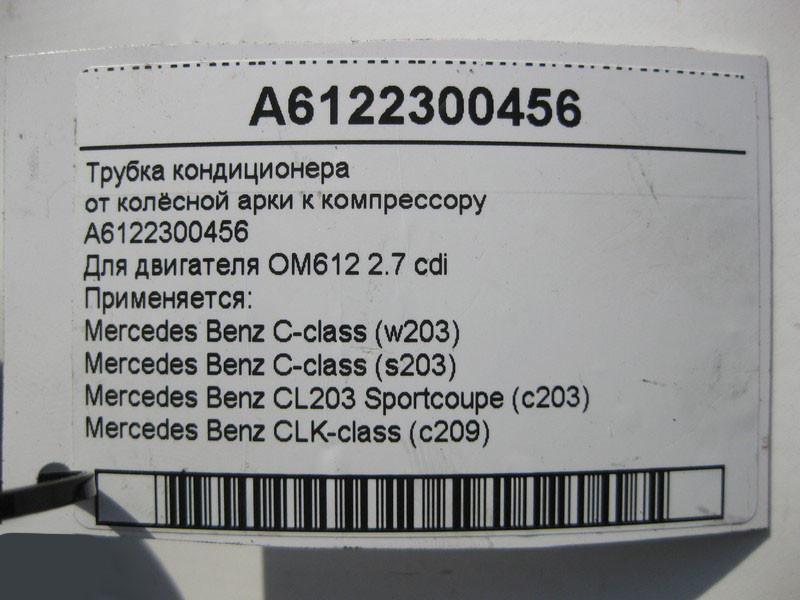 A6122300456
Трубка кондиционера
от колёсной арки к компрессору
A6122300456
Для двигателя OM612 2.7 cdi
Применяется:
Mercedes Benz C-class (w203)
Mercedes Benz C-class (s203)
Mercedes Benz CL203 Sportcoupe (c203)
Mercedes Benz CLK-class (c209)